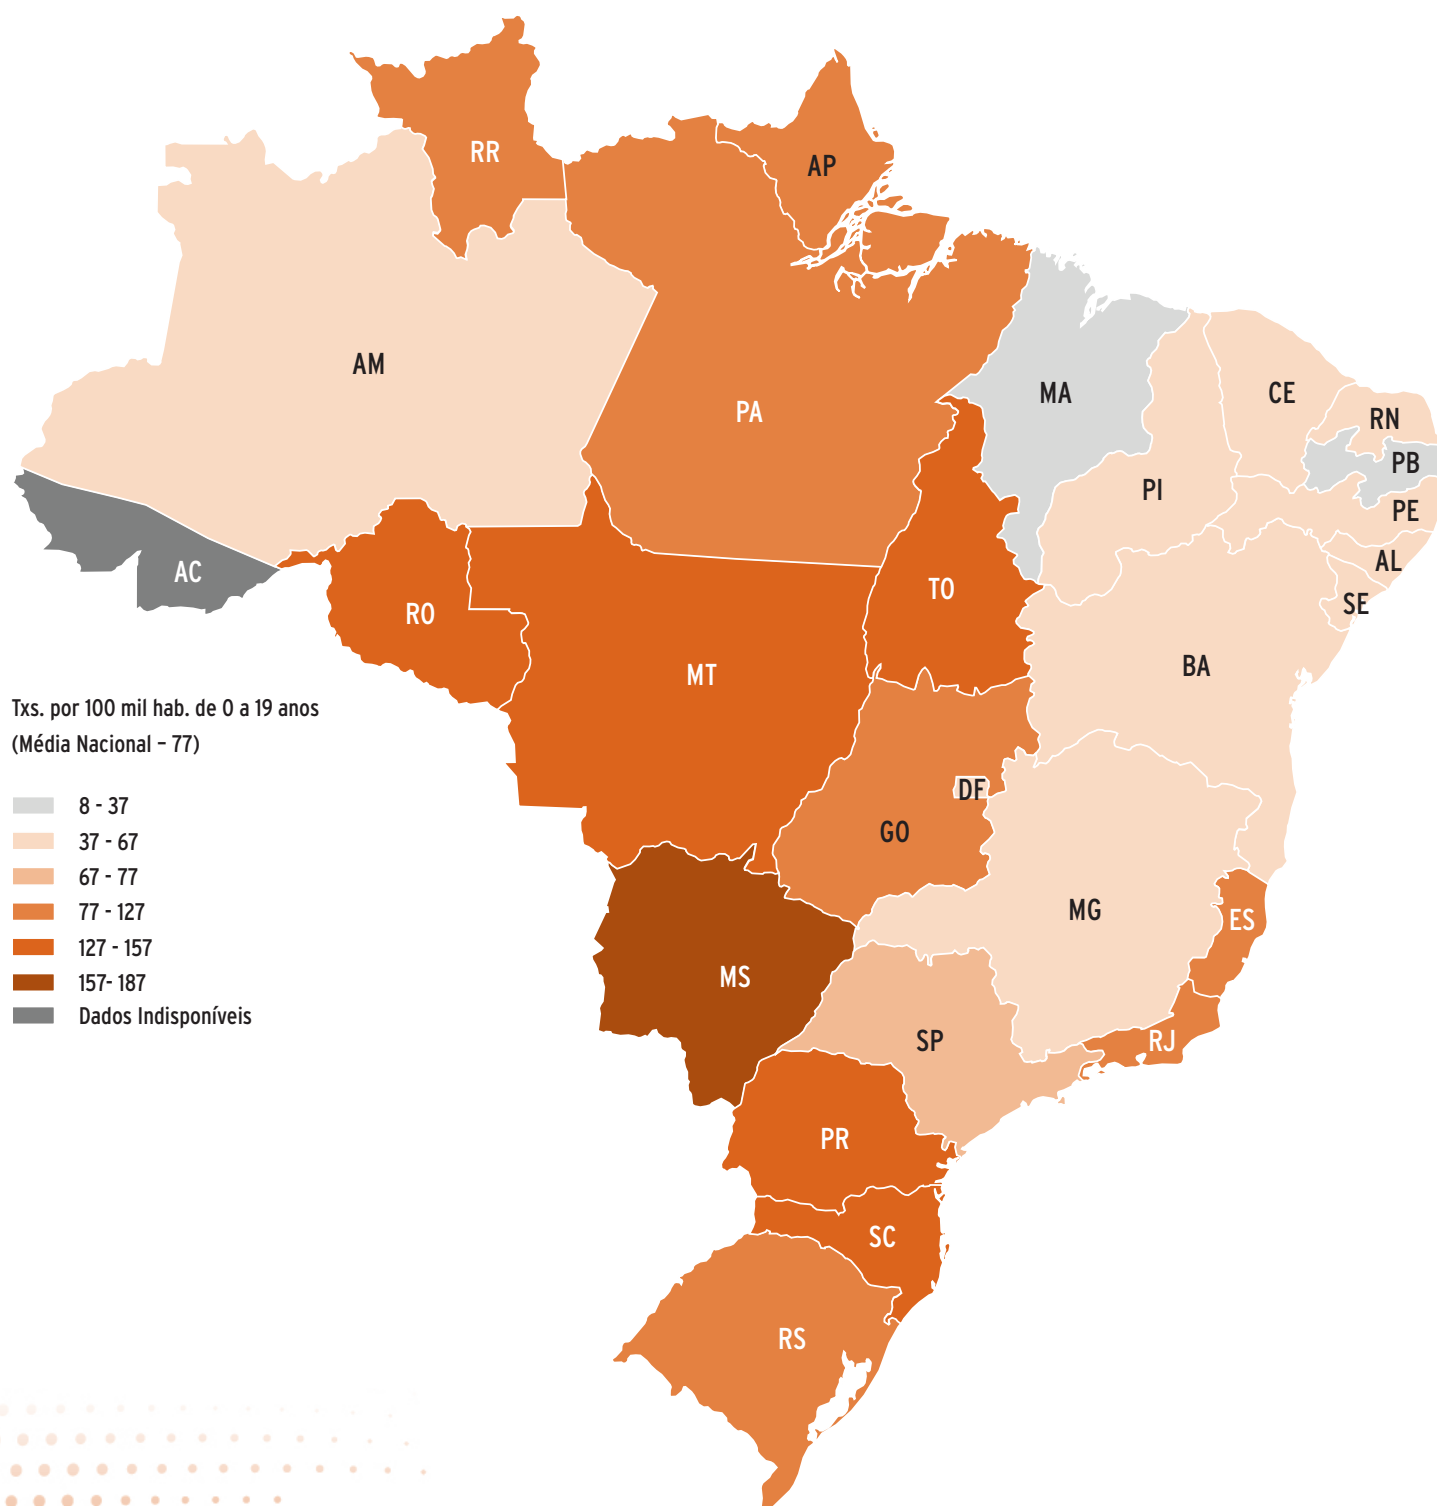 RR
AP
AM
PA
MA
CE
RN
PB
PI
PE
AL
AC
TO
SE
RO
BA
MT
Txs. por 100 mil hab. de 0 a 19 anos
(Média Nacional – 77)
DF
8 - 37
GO
37 - 67
67 - 77
77 - 127
MG
ES
127 - 157
MS
157- 187
Dados Indisponíveis
SP
RJ
PR
SC
RS